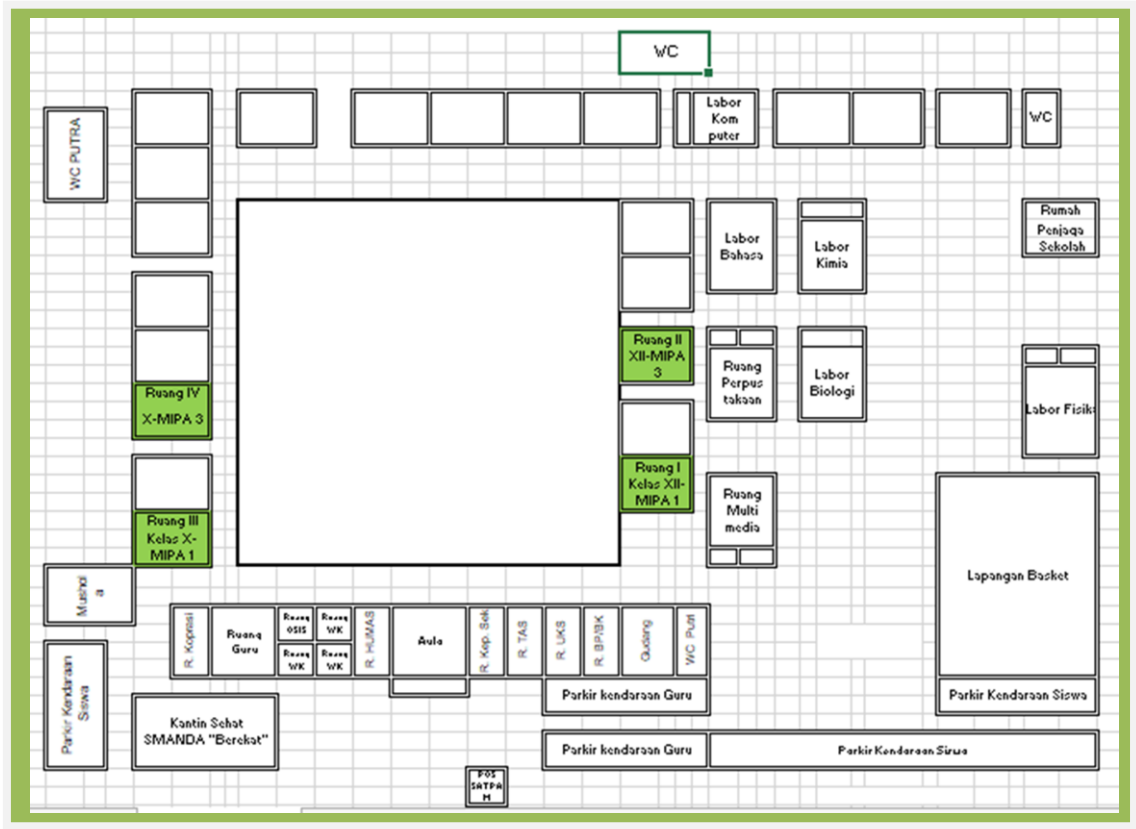 WC
WC PUTRA
Labor
Kom
puter
WC
Labor
Bahasa
Labor
Kimia
Rumah
Penjaga
Sekolah
Ruang II
XII-MIPA
3
Ruang
Perpus
takaan
Labor
Biologi
Labor Fisik
Ruang IV
X-MIPA 3
Ruang I
Kelas XII-
MIPA 1
Ruang
Multi
media
Ruang III
Kelas X-
MIPA 1
Lapangan Basket
Mushol
a
R. Kopriasi
Ruang
Guru
Ruang
OSIS
Ruang
WK
Ruang
WK
Ruang
WK
R. HUMAS
Aula
R. Kep. Sek
R. TAS
R. UKS
R. BP/BK
Gudang
WC Putri
Parkir Kendaraan
Siswa
Parkir kendaraan Guru
Parkir Kendaraan Siswa
Kantin Sehat
SMANDA "Berekat"
Parkir kendaraan Guru
Parkir Kendaraan Siswa
POS
SATPA
M